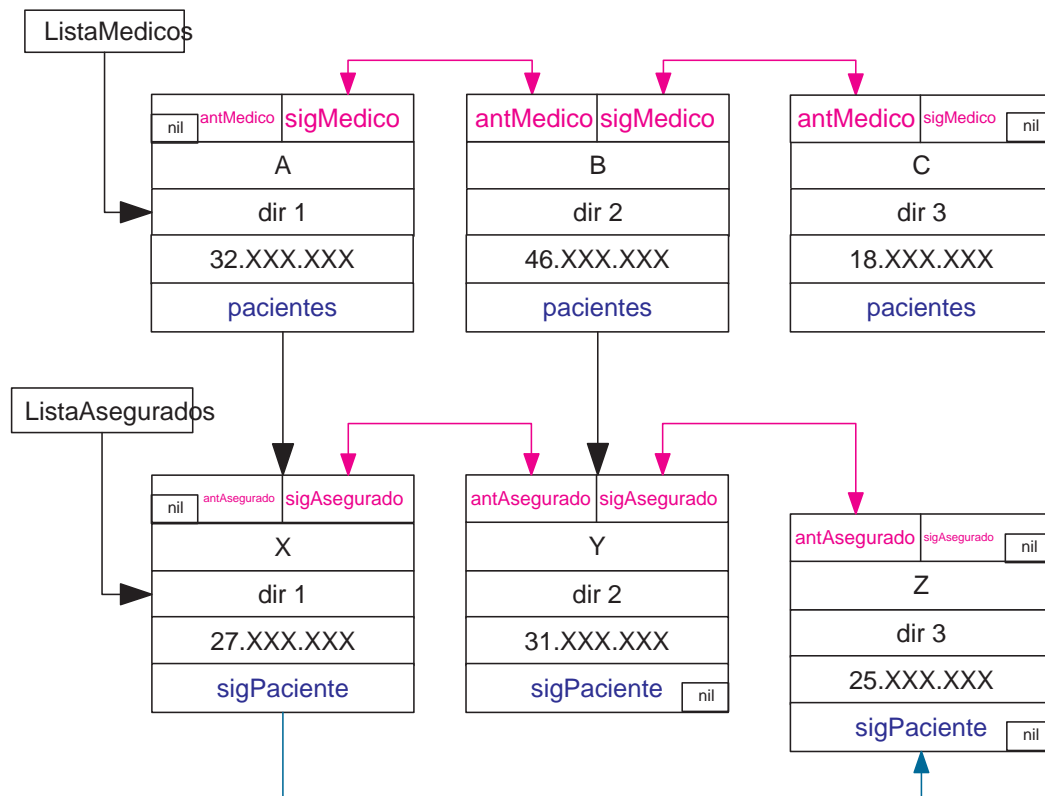 ListaMedicos
nil antMedico sigMedico
antMedico sigMedico
antMedico sigMedico nil
A
B
C
dir 1
dir 2
dir 3
32.XXX.XXX
46.XXX.XXX
18.XXX.XXX
pacientes
pacientes
pacientes
ListaAsegurados
nil antAsegurado sigAsegurado
antAsegurado sigAsegurado
antAsegurado sigAsegurado nil
X
Y
Z
dir 1
dir 2
dir 3
27.XXX.XXX
31.XXX.XXX
25.XXX.XXX
sigPaciente
sigPaciente nil
sigPaciente nil